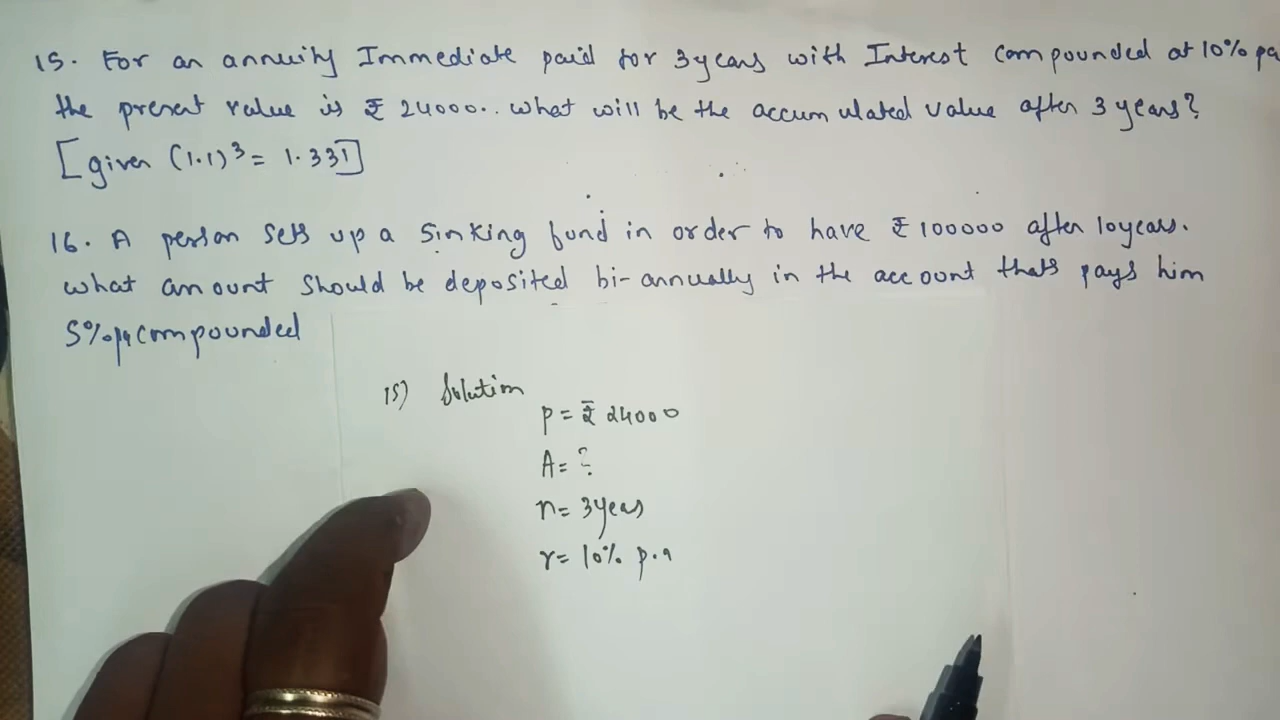 15. For an annuity Immediate paid for 3years with Interest compounded at 10% pa
the present value is ₹ 24000.. what will be the accumulated value after 3 years?
[given (1.1)³ = 1.331]
16. A person sets up a sinking fund in order to have ₹ 100000 after 10years.
what amount should be deposited bi-annually in the account thats pays him
5%pa compounded
15) Solution
P = ₹ 24000
A = ?
n = 3years
r = 10% p.a